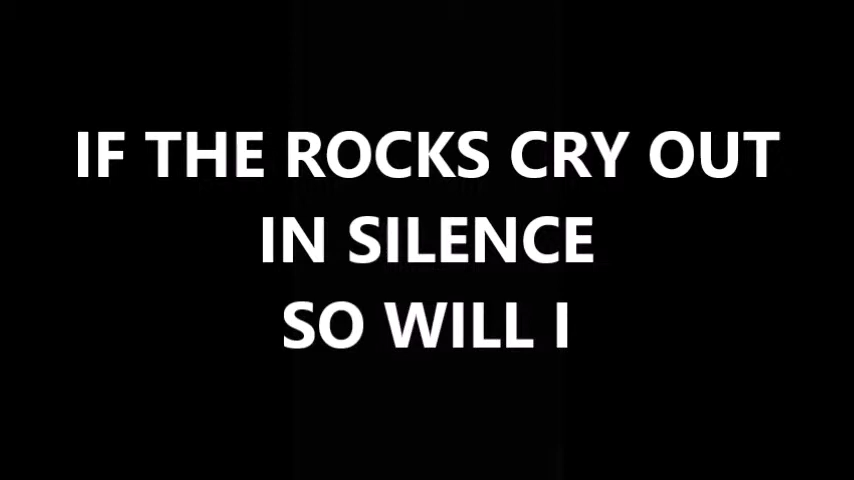 IF THE ROCKS CRY OUT
IN SILENCE
SO WILL I